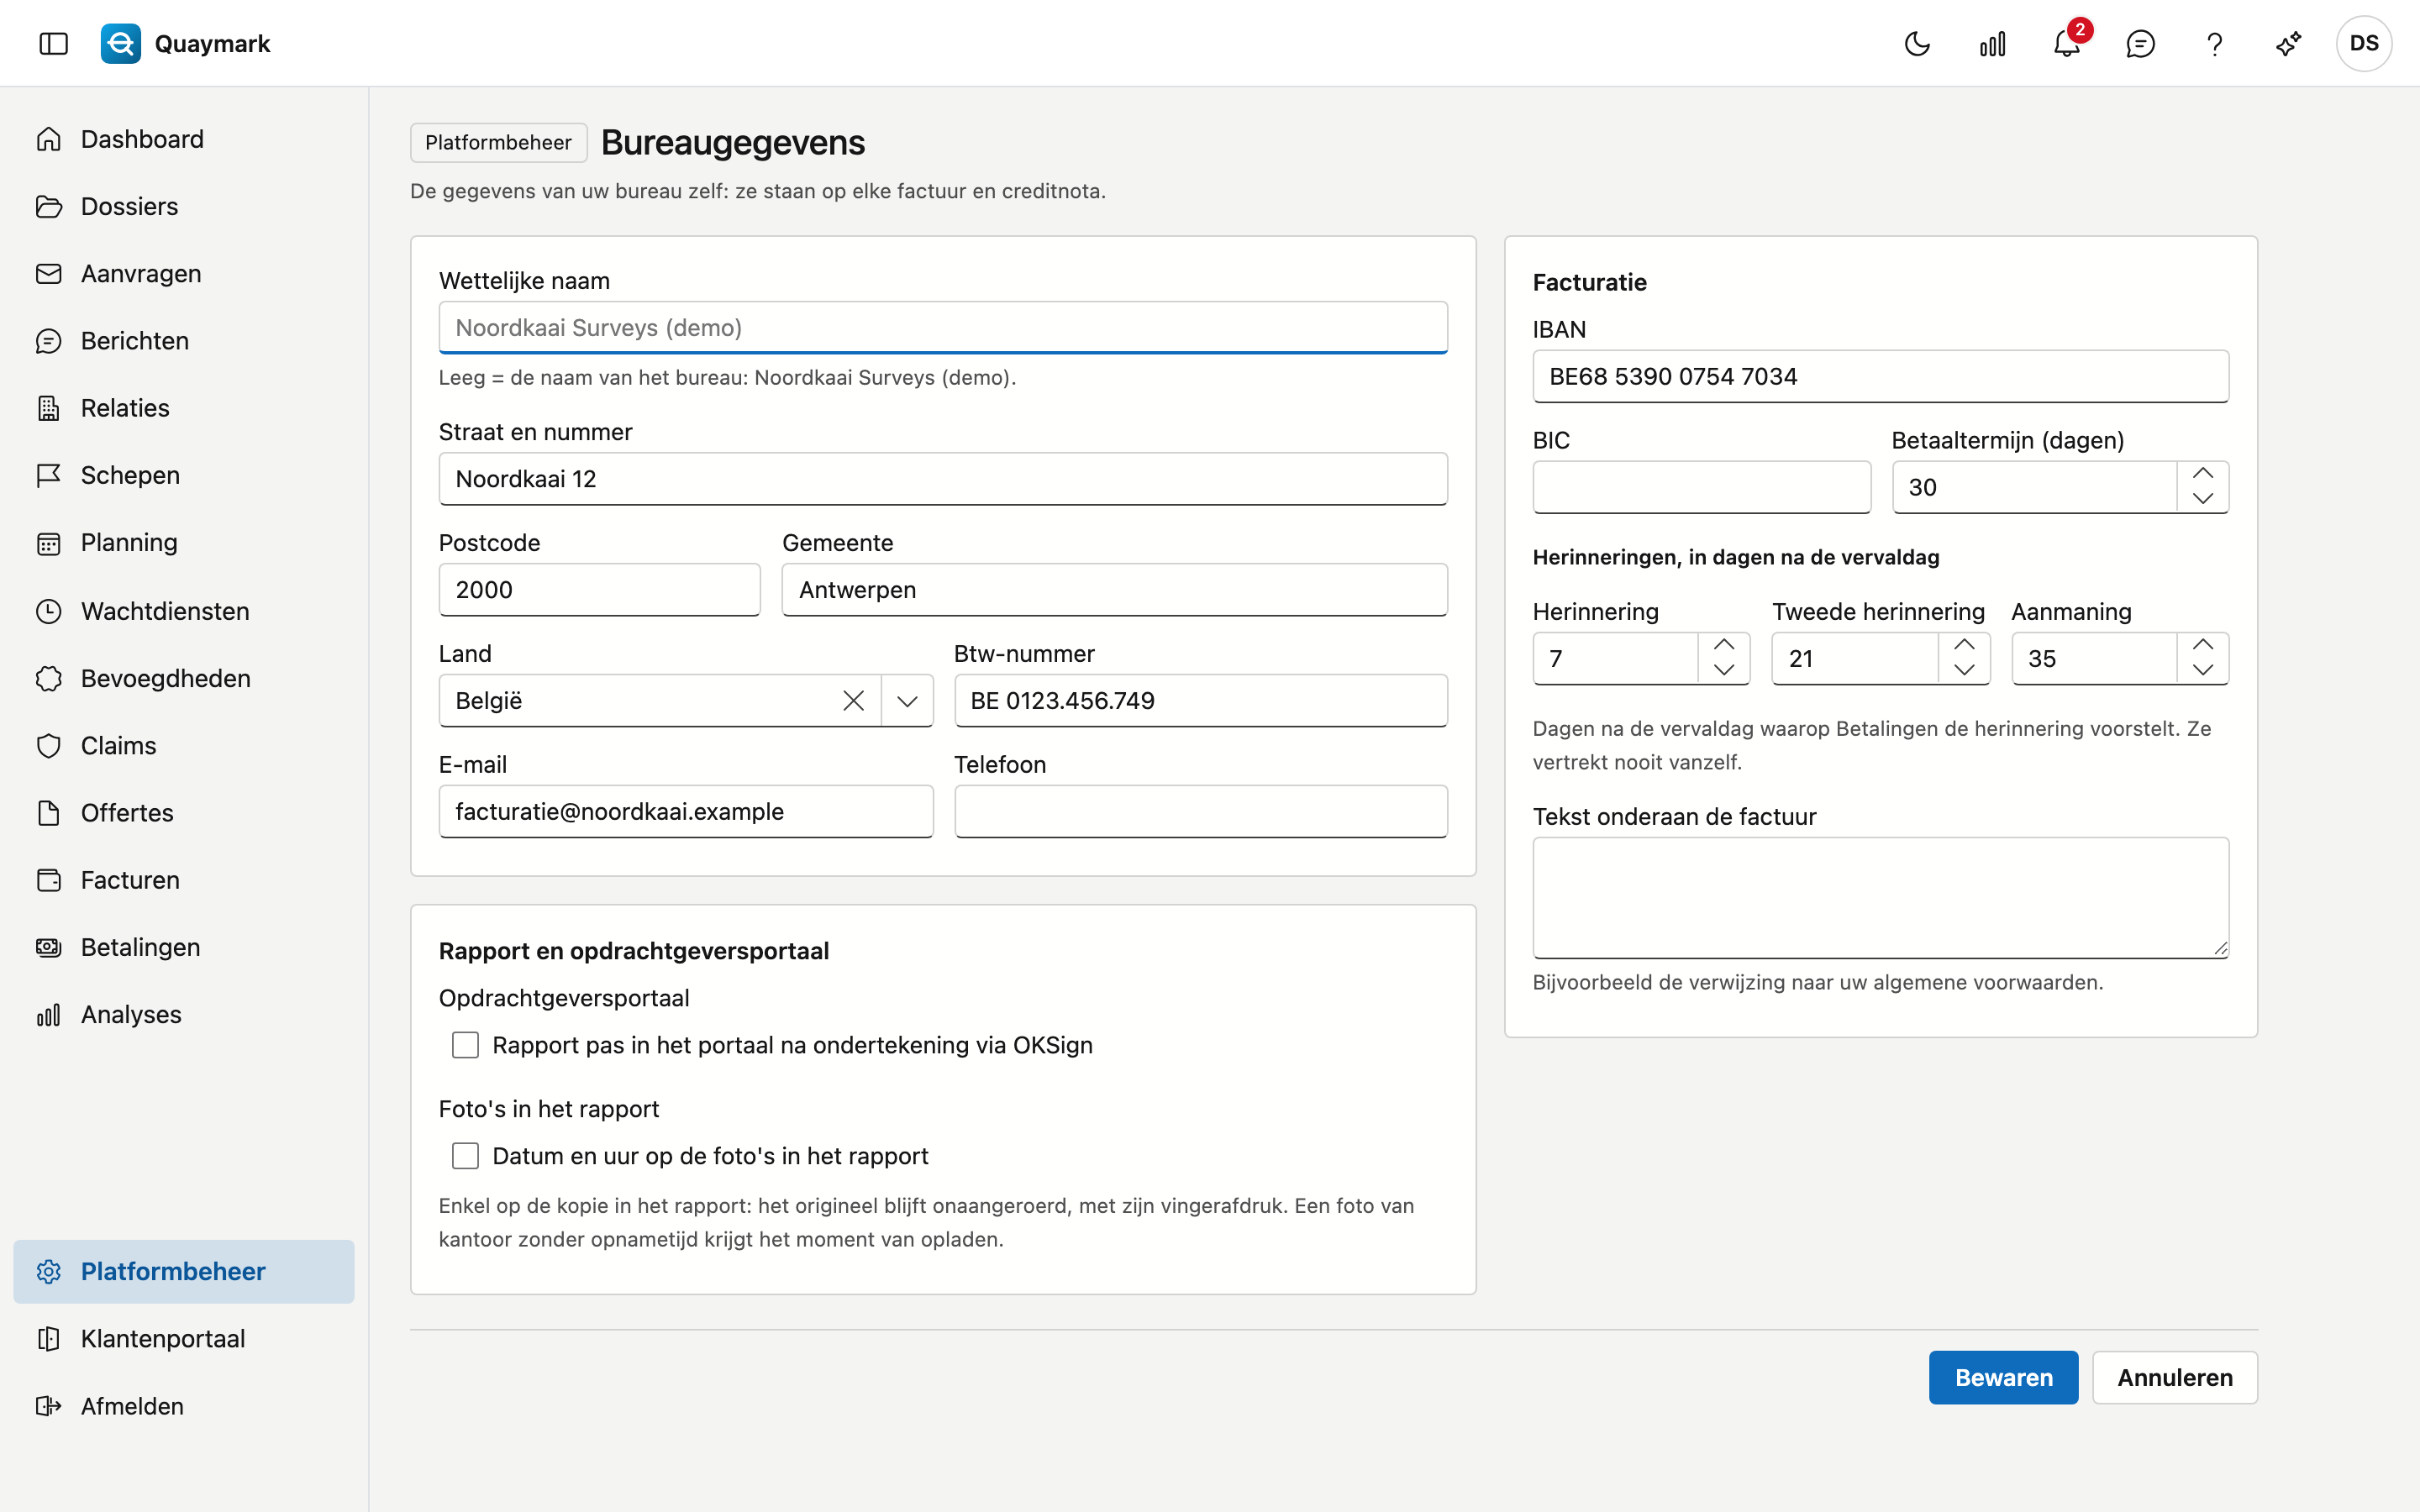 Quaymark
2
DS
Dashboard
Dossiers
Aanvragen
Berichten
Relaties
Schepen
Planning
Wachtdiensten
Bevoegdheden
Claims
Offertes
Facturen
Betalingen
Analyses
Platformbeheer
Klantenportaal
Afmelden
Platformbeheer Bureaugegevens
De gegevens van uw bureau zelf: ze staan op elke factuur en creditnota.
Wettelijke naam
Noordkaai Surveys (demo)
Leeg = de naam van het bureau: Noordkaai Surveys (demo).
Straat en nummer
Noordkaai 12
Postcode Gemeente
2000 Antwerpen
Land Btw-nummer
België BE 0123.456.749
E-mail Telefoon
facturatie@noordkaai.example
Rapport en opdrachtgeversportaal
Opdrachtgeversportaal
Rapport pas in het portaal na ondertekening via OKSign
Foto's in het rapport
Datum en uur op de foto's in het rapport
Enkel op de kopie in het rapport: het origineel blijft onaangeroerd, met zijn vingerafdruk. Een foto van
kantoor zonder opnametijd krijgt het moment van opladen.
Facturatie
IBAN
BE68 5390 0754 7034
BIC Betaaltermijn (dagen)
30
Herinneringen, in dagen na de vervaldag
Herinnering Tweede herinnering Aanmaning
7 21 35
Dagen na de vervaldag waarop Betalingen de herinnering voorstelt. Ze
vertrekt nooit vanzelf.
Tekst onderaan de factuur
Bijvoorbeeld de verwijzing naar uw algemene voorwaarden.
Bewaren Annuleren